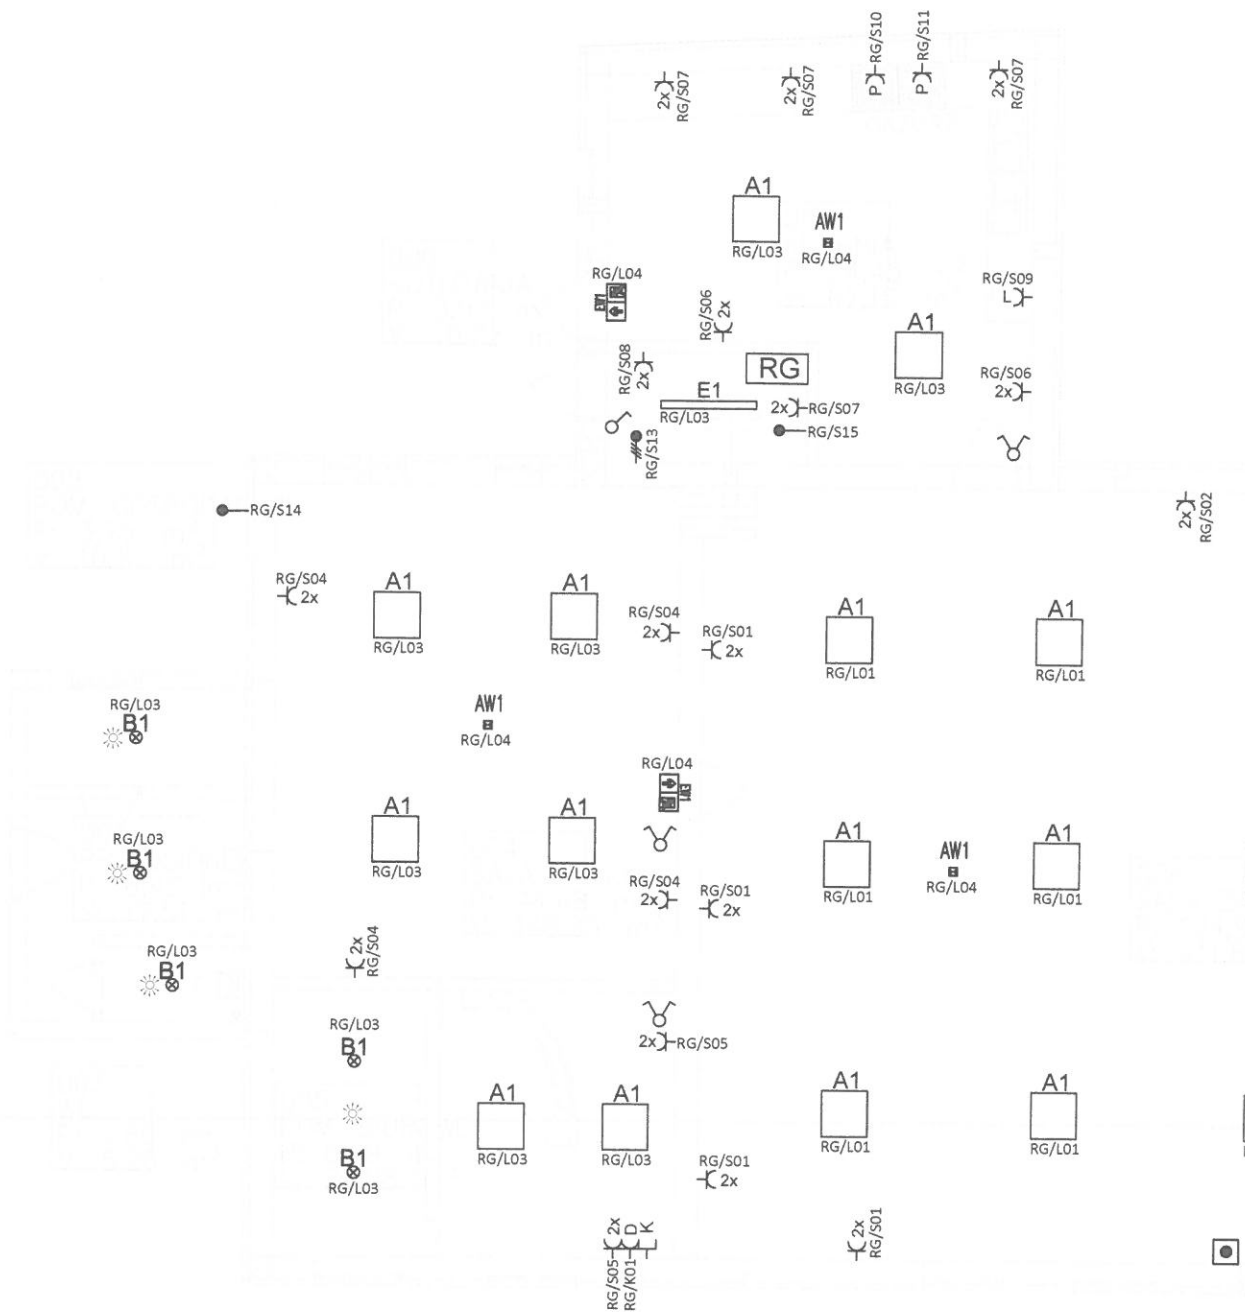 RG/S10
RG/S11
P
P
2x
RG/S07
2x
RG/S07
2x
RG/S07
A1
RG/L03
AW1
RG/L04
RG/L04
EW1
RG/S06
2x
RG/S09
L
A1
RG/L03
RG/S08
2x
RG
RG/S06
2x
E1
RG/L03
2x
RG/S07
RG/S15
RG/S13
RG/S14
2x
RG/S02
RG/S04
2x
A1
RG/L03
A1
RG/L03
RG/S04
2x
RG/S01
2x
A1
RG/L01
A1
RG/L01
RG/L03
B1
AW1
RG/L04
RG/L04
EW1
RG/L03
B1
A1
RG/L03
A1
RG/L03
A1
RG/L01
AW1
RG/L04
A1
RG/L01
RG/S04
2x
RG/S01
2x
RG/L03
B1
2x
RG/S04
RG/L03
B1
2x
RG/S05
A1
RG/L03
A1
RG/L03
A1
RG/L01
A1
RG/L01
B1
RG/L03
RG/S01
2x
2x
D
K
RG/S05
RG/K01
2x
RG/S01